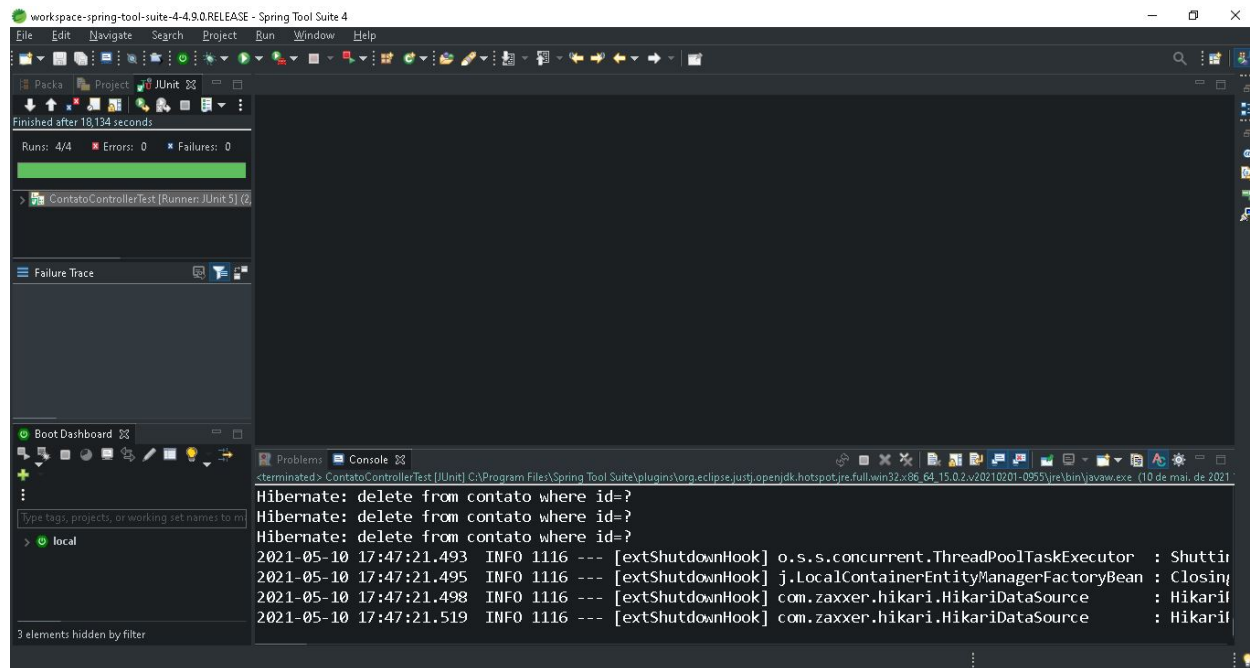 workspace-spring-tool-suite-4-4.9.0.RELEASE - Spring Tool Suite 4
File Edit Navigate Search Project Run Window Help
Packa Project JUnit
Finished after 18,134 seconds
Runs: 4/4 Errors: 0 Failures: 0
ContatoControllerTest [Runner: JUnit 5] (2,
Failure Trace
Boot Dashboard
Type tags, projects, or working set names to m
local
3 elements hidden by filter
Problems Console
<terminated> ContatoControllerTest [JUnit] C:\Program Files\Spring Tool Suite\plugins\org.eclipse.justj.openjdk.hotspot.jre.full.win32.x86_64_15.0.2.v20210201-0955\jre\bin\javaw.exe (10 de mai. de 2021
Hibernate: delete from contato where id=?
Hibernate: delete from contato where id=?
Hibernate: delete from contato where id=?
2021-05-10 17:47:21.493 INFO 1116 --- [extShutdownHook] o.s.s.concurrent.ThreadPoolTaskExecutor : Shuttin
2021-05-10 17:47:21.495 INFO 1116 --- [extShutdownHook] j.LocalContainerEntityManagerFactoryBean : Closing
2021-05-10 17:47:21.498 INFO 1116 --- [extShutdownHook] com.zaxxer.hikari.HikariDataSource : HikariP
2021-05-10 17:47:21.519 INFO 1116 --- [extShutdownHook] com.zaxxer.hikari.HikariDataSource : HikariP